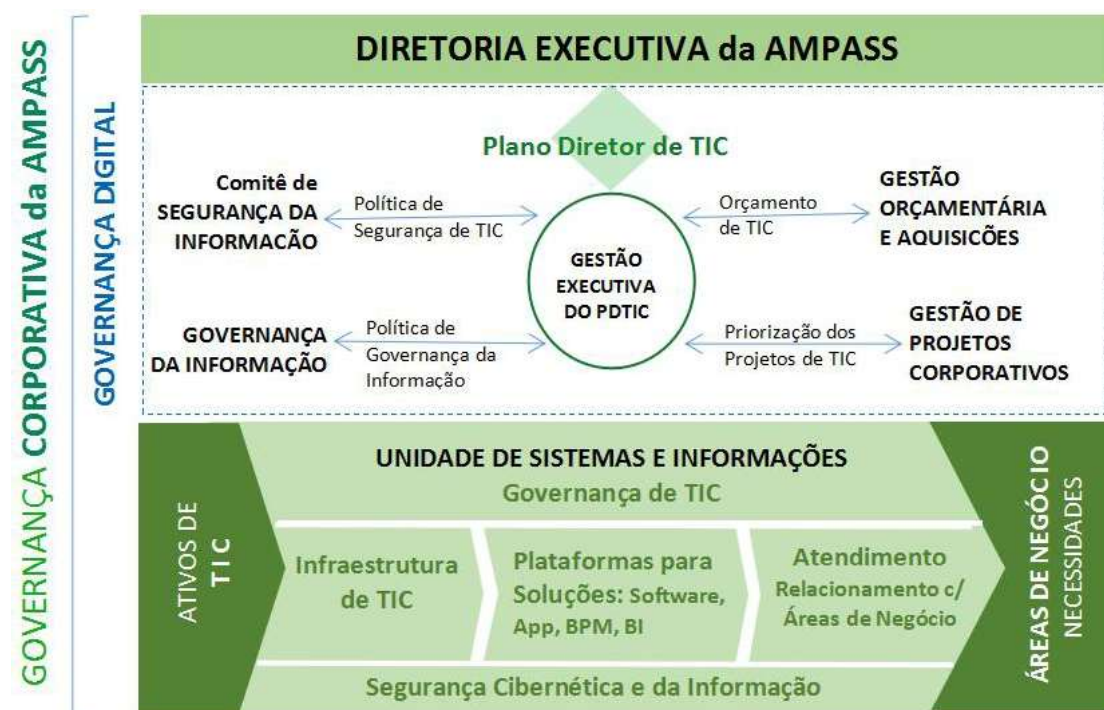 GOVERNANÇA CORPORATIVA da AMPASS
GOVERNANÇA DIGITAL
DIRETORIA EXECUTIVA da AMPASS
Plano Diretor de TIC
Comitê de
SEGURANÇA DA
INFORMACÃO
Política de
Segurança de TIC
GESTÃO
EXECUTIVA
DO PDTIC
Orçamento
de TIC
GESTÃO
ORÇAMENTÁRIA
E AQUISICÕES
GOVERNANÇA
DA INFORMAÇÃO
Política de
Governança da
Informação
Priorização dos
Projetos de TIC
GESTÃO DE
PROJETOS
CORPORATIVOS
ATIVOS DE
TIC
UNIDADE DE SISTEMAS E INFORMAÇÕES
Governança de TIC
Infraestrutura
de TIC
Plataformas para
Soluções: Software,
App, BPM, BI
Atendimento
Relacionamento c/
Áreas de Negócio
Segurança Cibernética e da Informação
ÁREAS DE NEGÓCIO
NECESSIDADES